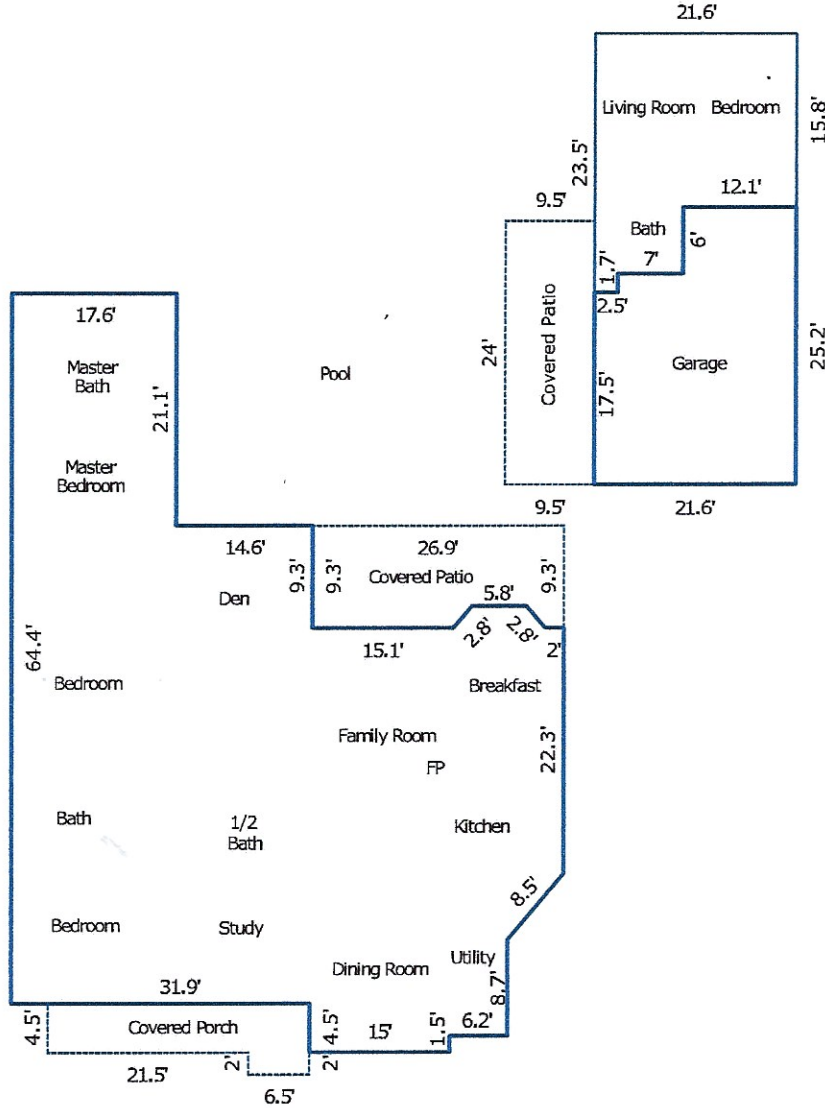 21.6'
Living Room Bedroom
15.8'
23.5'
12.1'
9.5'
Bath
6'
7'
1.7'
2.5'
Covered Patio
24'
17.5'
Garage
25.2'
9.5'
21.6'
17.6'
Master
Bath
21.1'
Pool
Master
Bedroom
14.6'
9.3'
9.3'
26.9'
Covered Patio
9.3'
5.8'
2.8'
2.8'
2'
15.1'
Den
64.4'
Bedroom
Breakfast
Family Room
22.3'
FP
Bath
1/2
Bath
Kitchen
8.5'
Bedroom
Study
Utility
Dining Room
8.7'
31.9'
4.5'
Covered Porch
4.5'
15'
1.5'
6.2'
21.5'
2'
2'
6.5'